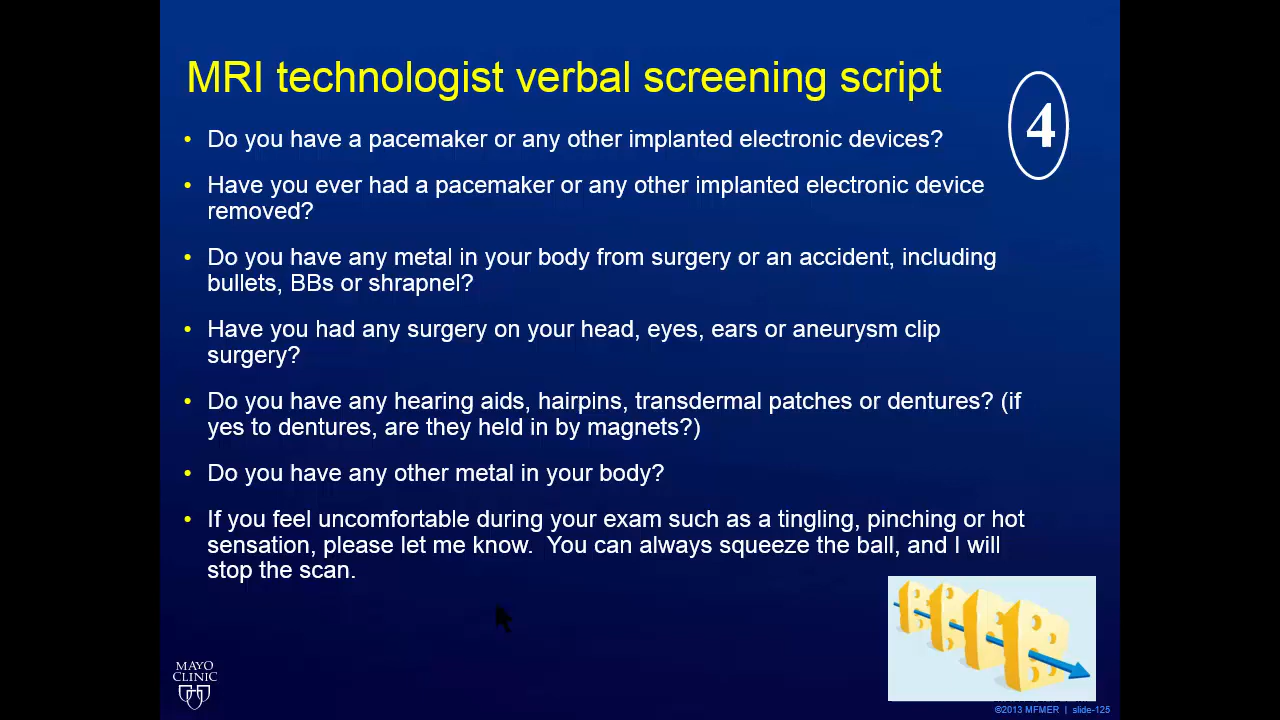 MRI technologist verbal screening script
4
• Do you have a pacemaker or any other implanted electronic devices?
• Have you ever had a pacemaker or any other implanted electronic device
removed?
• Do you have any metal in your body from surgery or an accident, including
bullets, BBs or shrapnel?
• Have you had any surgery on your head, eyes, ears or aneurysm clip
surgery?
• Do you have any hearing aids, hairpins, transdermal patches or dentures? (if
yes to dentures, are they held in by magnets?)
• Do you have any other metal in your body?
• If you feel uncomfortable during your exam such as a tingling, pinching or hot
sensation, please let me know.  You can always squeeze the ball, and I will
stop the scan.
MAYO
CLINIC
©2013 MFMER | slide-125